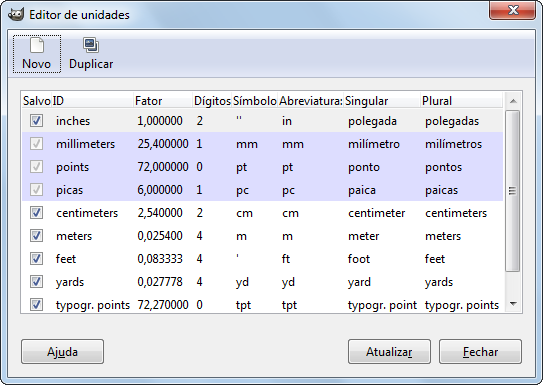 Editor de unidades
Novo Duplicar
Salvo ID Fator Dígitos Símbolo Abreviatura: Singular Plural
inches 1,000000 2 '' in polegada polegadas
millimeters 25,400000 1 mm mm milímetro milímetros
points 72,000000 0 pt pt ponto pontos
picas 6,000000 1 pc pc paica paicas
centimeters 2,540000 2 cm cm centimeter centimeters
meters 0,025400 4 m m meter meters
feet 0,083333 4 ' ft foot feet
yards 0,027778 4 yd yd yard yards
typogr. points 72,270000 0 tpt tpt typogr. point typogr. points
Ajuda Atualizar Fechar